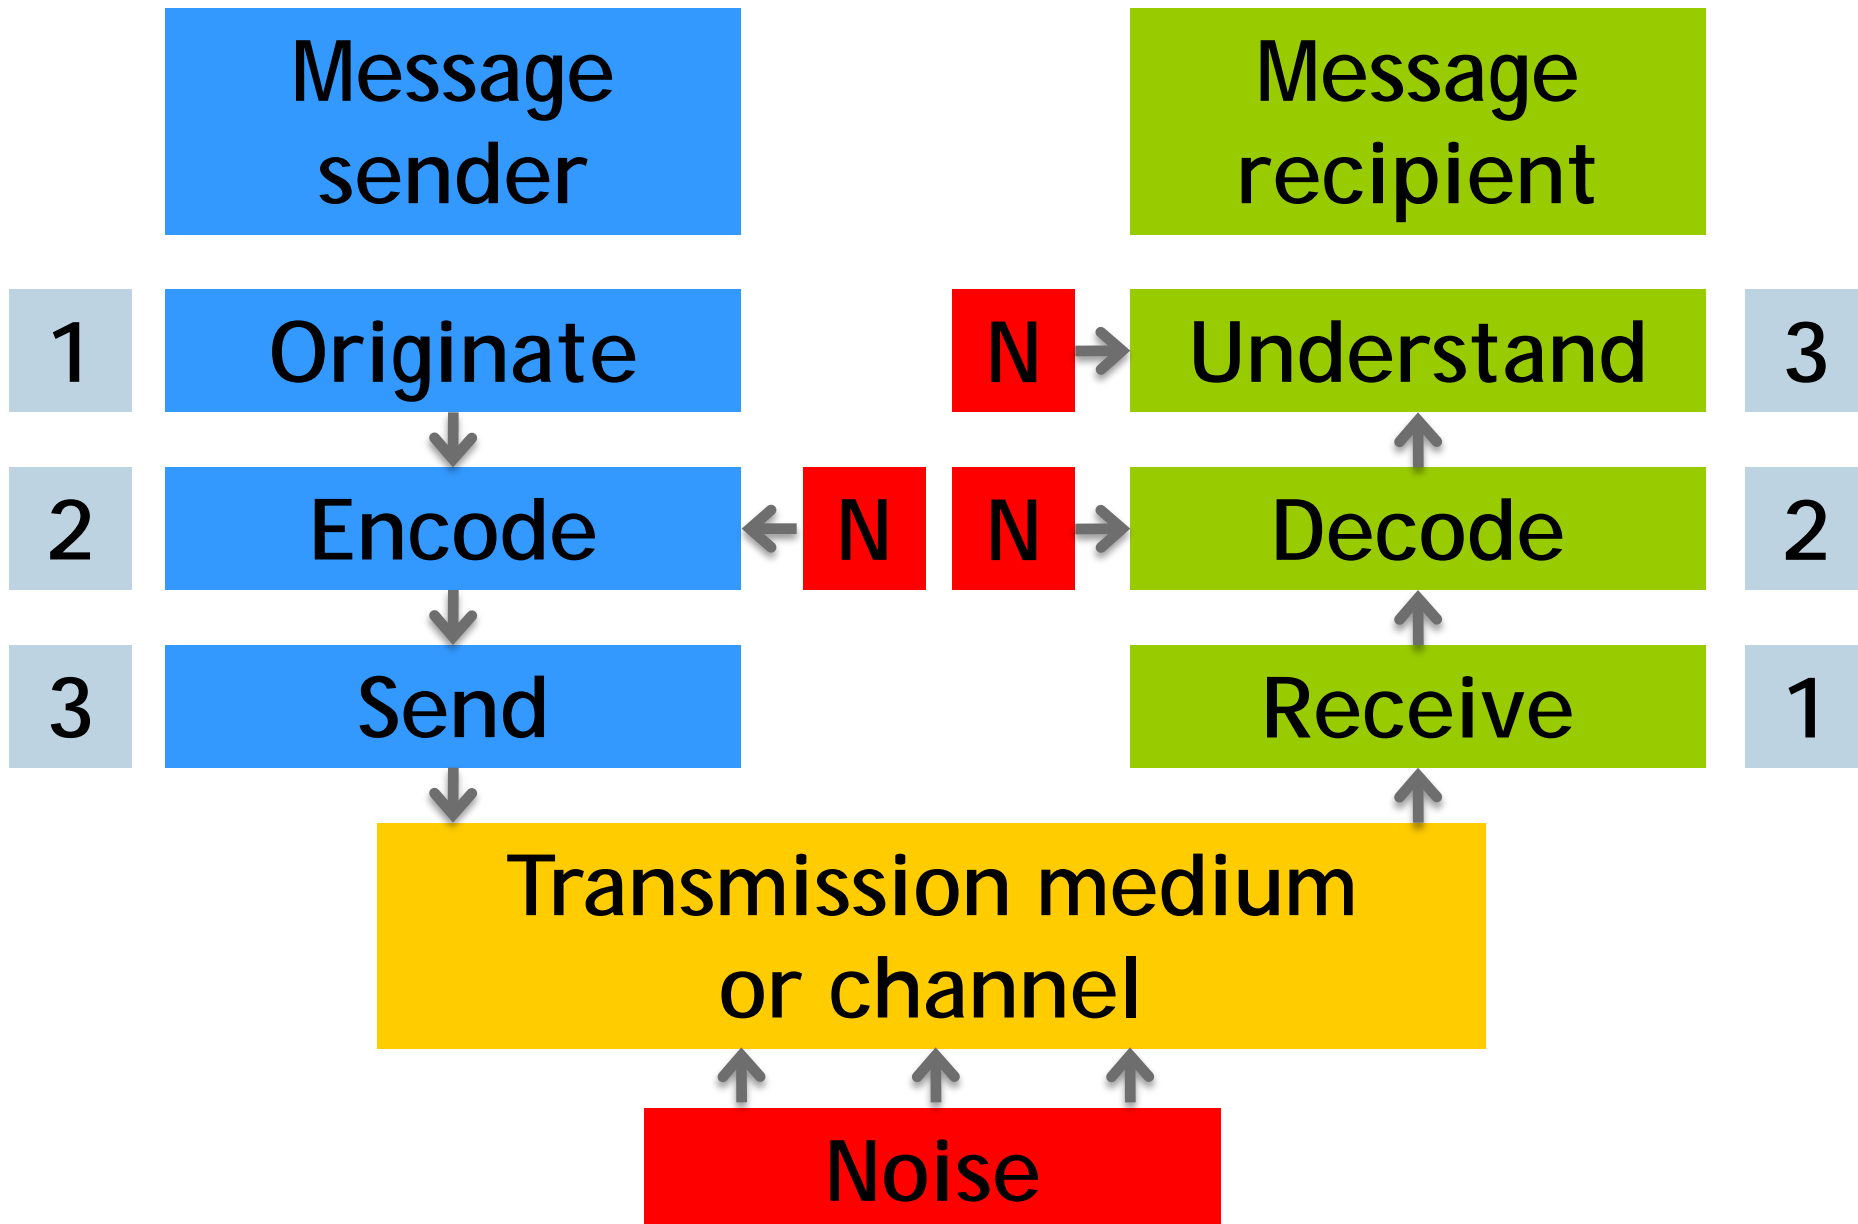 Message
sender
Message
recipient
1
Originate
N
Understand
3
2
Encode
N
N
Decode
2
3
Send
Receive
1
Transmission medium
or channel
Noise